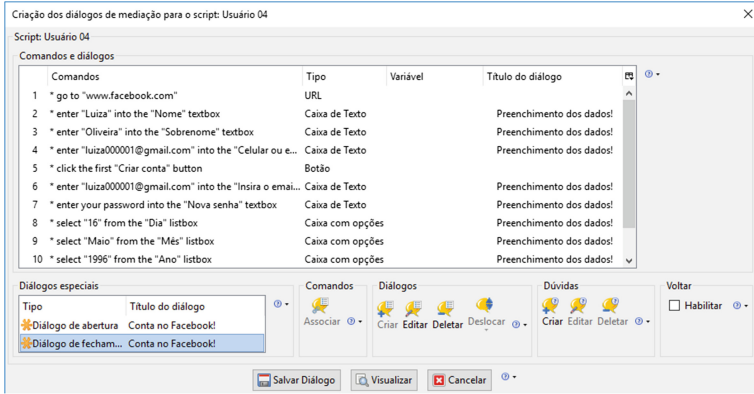 Criação dos diálogos de mediação para o script: Usuário 04
Script: Usuário 04
Comandos e diálogos
Comandos Tipo Variável Título do diálogo
1 * go to "www.facebook.com" URL
2 * enter "Luiza" into the "Nome" textbox Caixa de Texto Preenchimento dos dados!
3 * enter "Oliveira" into the "Sobrenome" textbox Caixa de Texto Preenchimento dos dados!
4 * enter "luiza000001@gmail.com" into the "Celular ou e... Caixa de Texto Preenchimento dos dados!
5 * click the first "Criar conta" button Botão
6 * enter "luiza000001@gmail.com" into the "Insira o emai... Caixa de Texto Preenchimento dos dados!
7 * enter your password into the "Nova senha" textbox Caixa de Texto Preenchimento dos dados!
8 * select "16" from the "Dia" listbox Caixa com opções Preenchimento dos dados!
9 * select "Maio" from the "Mês" listbox Caixa com opções Preenchimento dos dados!
10 * select "1996" from the "Ano" listbox Caixa com opções Preenchimento dos dados!
Diálogos especiais Comandos Diálogos Dúvidas Voltar
Tipo Título do diálogo
Diálogo de abertura Conta no Facebook!
Diálogo de fecham... Conta no Facebook!
Associar Criar Editar Deletar Deslocar Criar Editar Deletar Habilitar
Salvar Diálogo Visualizar Cancelar